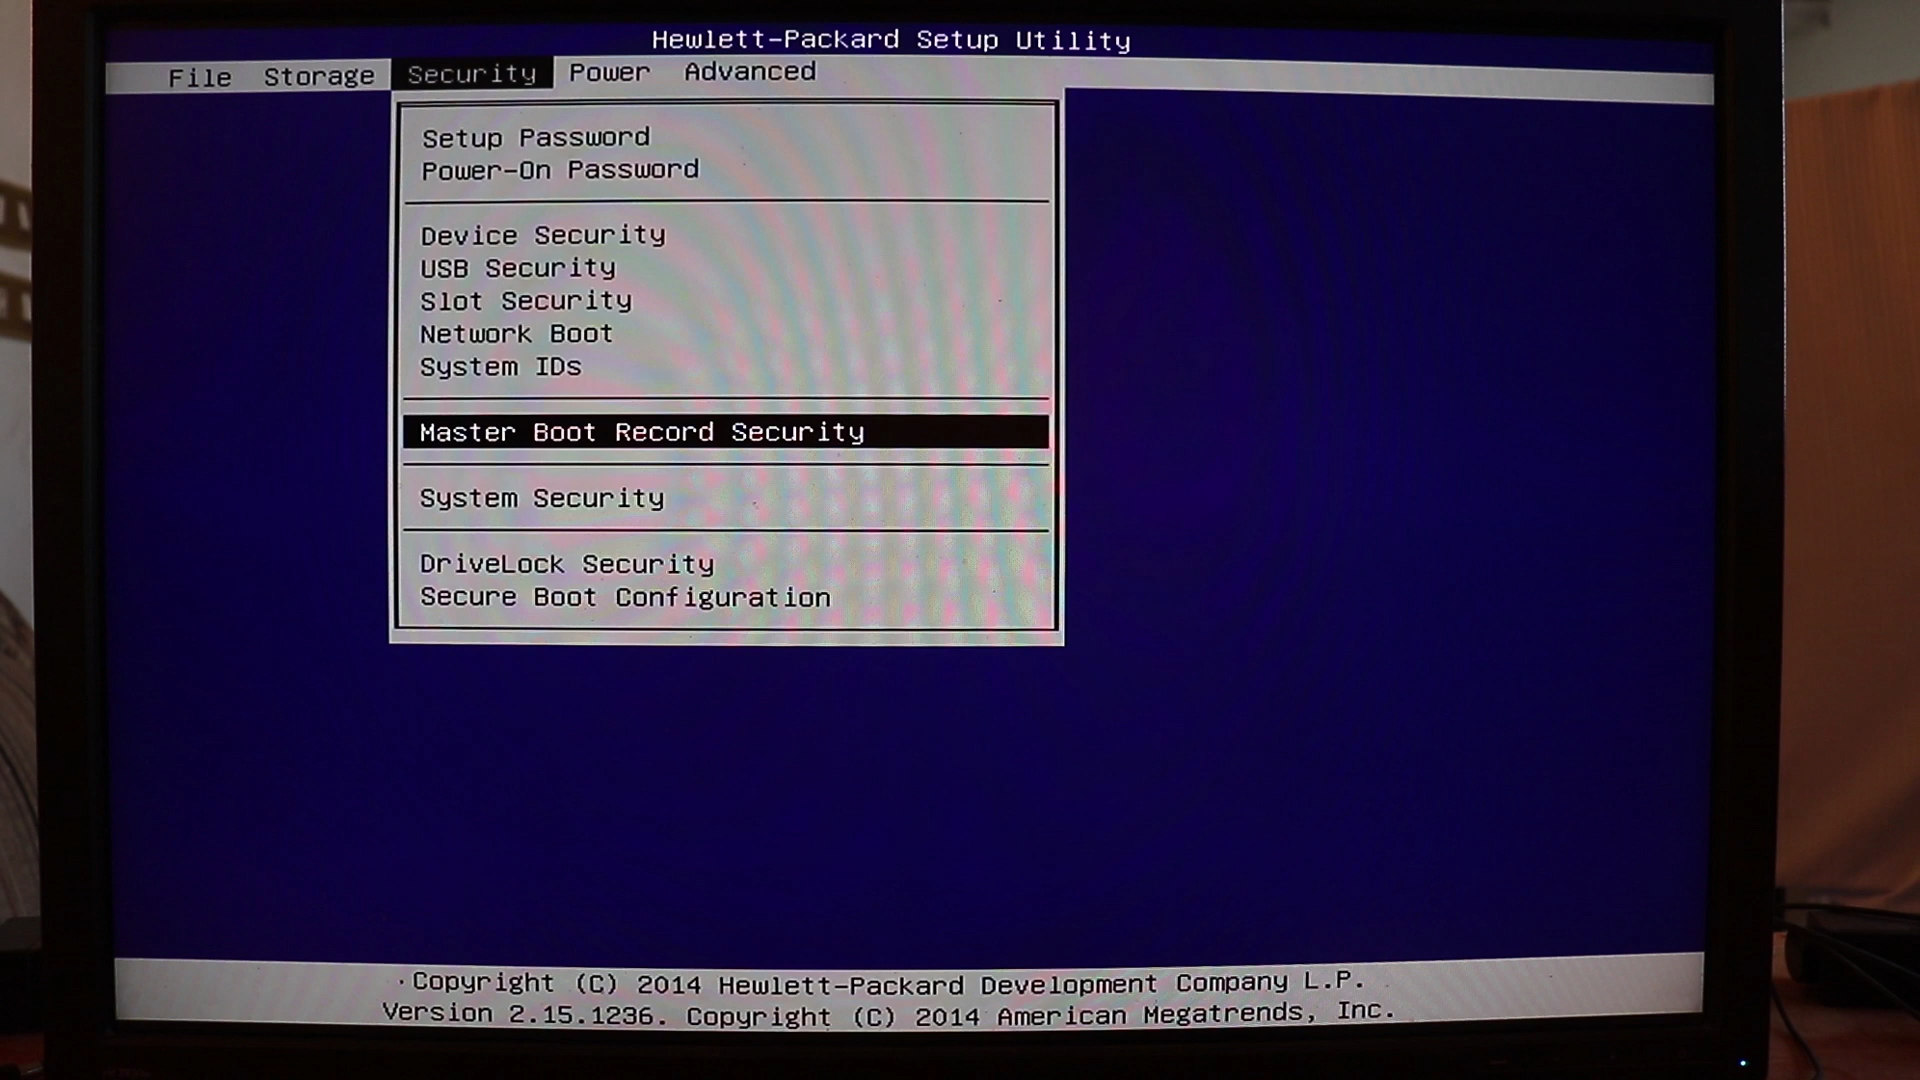 Hewlett-Packard Setup Utility
File Storage Security Power Advanced
Setup Password
Power-On Password
Device Security
USB Security
Slot Security
Network Boot
System IDs
Master Boot Record Security
System Security
DriveLock Security
Secure Boot Configuration
Copyright (C) 2014 Hewlett-Packard Development Company L.P.
Version 2.15.1236. Copyright (C) 2014 American Megatrends, Inc.